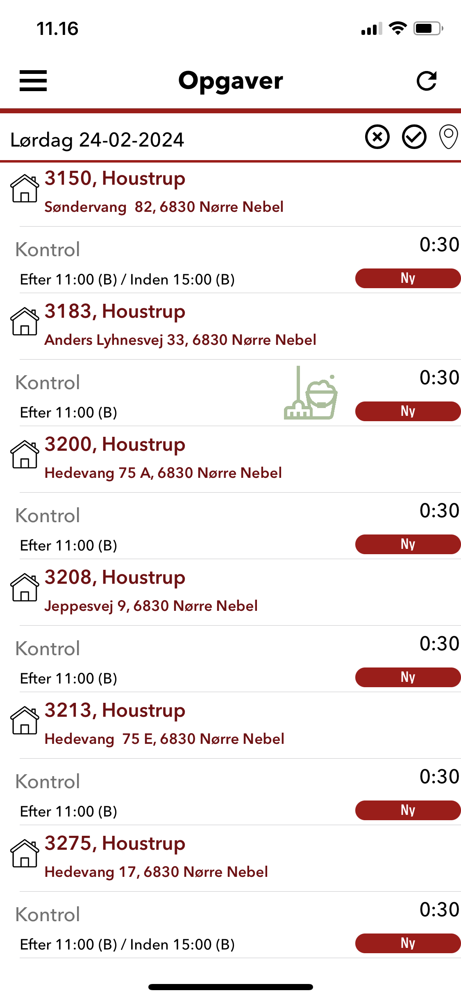 11.16
Opgaver
Lørdag 24-02-2024
3150, Houstrup
Søndervang  82, 6830 Nørre Nebel
Kontrol
0:30
Efter 11:00 (B) / Inden 15:00 (B)
Ny
3183, Houstrup
Anders Lyhnesvej 33, 6830 Nørre Nebel
Kontrol
0:30
Efter 11:00 (B)
Ny
3200, Houstrup
Hedevang 75 A, 6830 Nørre Nebel
Kontrol
0:30
Efter 11:00 (B)
Ny
3208, Houstrup
Jeppesvej 9, 6830 Nørre Nebel
Kontrol
0:30
Efter 11:00 (B)
Ny
3213, Houstrup
Hedevang  75 E, 6830 Nørre Nebel
Kontrol
0:30
Efter 11:00 (B)
Ny
3275, Houstrup
Hedevang 17, 6830 Nørre Nebel
Kontrol
0:30
Efter 11:00 (B) / Inden 15:00 (B)
Ny